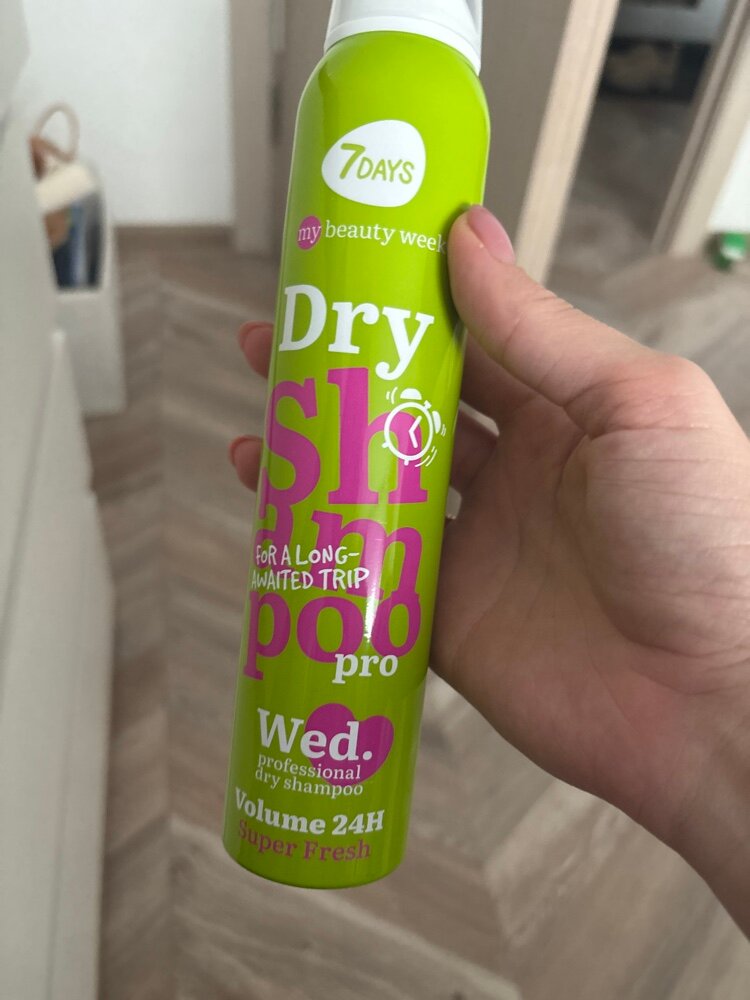 7DAYS
my beauty week
Dry
Sh
am
FOR A LONG-
AWAITED TRIP
poo
pro
Wed.
professional
dry shampoo
Volume 24H
Super Fresh